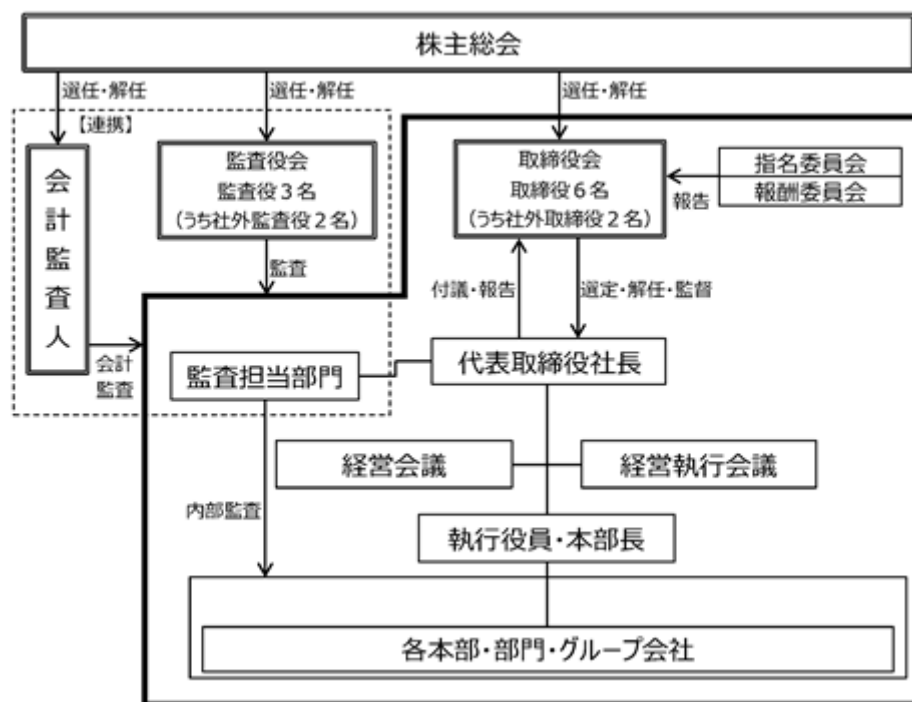 株主総会
選任・解任
選任・解任
選任・解任
【連携】
会計監査人
監査役会
監査役3名
(うち社外監査役2名)
取締役会
取締役6名
(うち社外取締役2名)
指名委員会
報酬委員会
報告
監査
付議・報告
選定・解任・監督
会計
監査
監査担当部門
代表取締役社長
経営会議
経営執行会議
内部監査
執行役員・本部長
各本部・部門・グループ会社